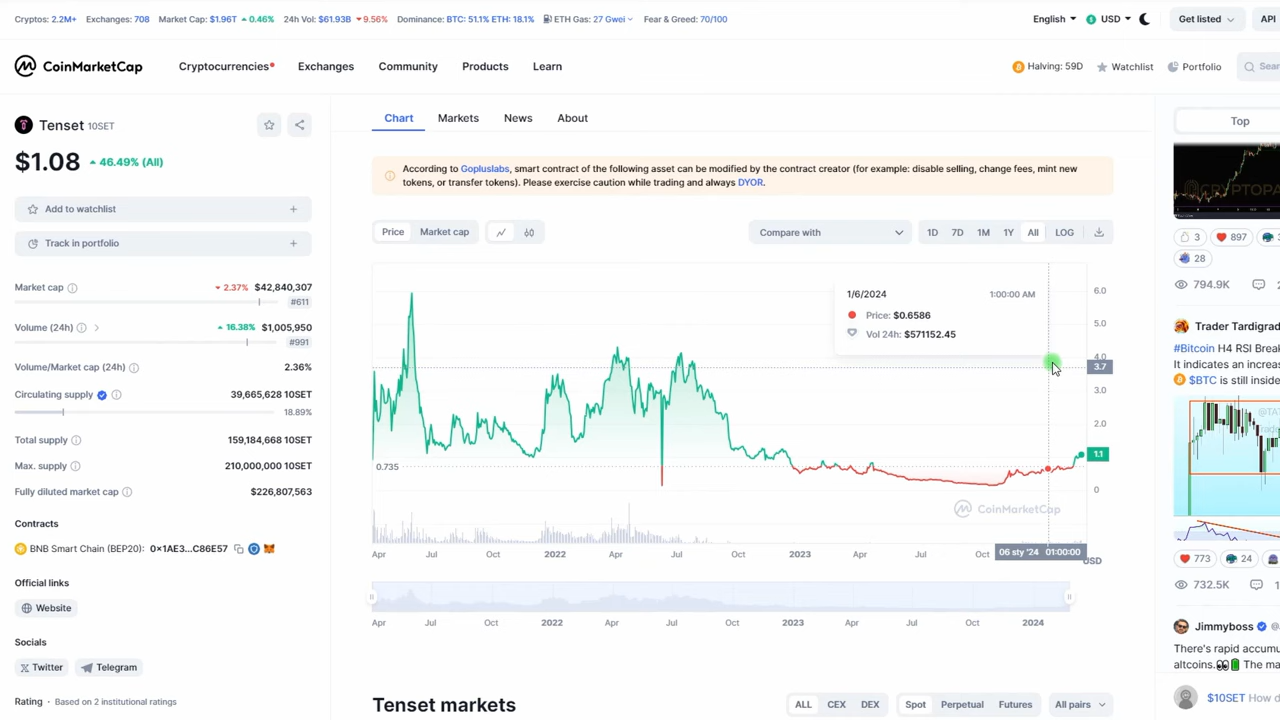 Cryptos: 2.2M+ Exchanges: 708 Market Cap: $1.96T 0.46% 24h Vol: $61.93B 9.56% Dominance: BTC: 51.1% ETH: 18.1% ETH Gas: 27 Gwei Fear & Greed: 70/100 English USD Get listed API
CoinMarketCap Cryptocurrencies Exchanges Community Products Learn Halving: 59D Watchlist Portfolio
Tenset 10SET
$1.08 46.49% (All)
Add to watchlist +
Track in portfolio +
Market cap 2.37% $42,840,307
#611
Volume (24h) 16.38% $1,005,950
#991
Volume/Market cap (24h) 2.36%
Circulating supply 39,665,628 10SET
18.89%
Total supply 159,184,668 10SET
Max. supply 210,000,000 10SET
Fully diluted market cap $226,807,563
Contracts
BNB Smart Chain (BEP20): 0x1AE3...C86E57
Official links
Website
Socials
Twitter Telegram
Rating · Based on 2 institutional ratings
Chart Markets News About
According to Gopluslabs, smart contract of the following asset can be modified by the contract creator (for example: disable selling, change fees, mint new
tokens, or transfer tokens). Please exercise caution while trading and always DYOR.
Price Market cap Compare with 1D 7D 1M 1Y All LOG
1/6/2024 1:00:00 AM
Price: $0.6586
Vol 24h: $571152.45
6.0
5.0
4.0
3.7
3.0
2.0
1.1
0
0.735
CoinMarketCap
Apr Jul Oct 2022 Apr Jul Oct 2023 Apr Jul Oct 06 sty '24 01:00:00
USD
Apr Jul Oct 2022 Apr Jul Oct 2023 Apr Jul Oct 2024
Tenset markets ALL CEX DEX Spot Perpetual Futures All pairs
Top
3 897
28
794.9K
Trader Tardigrad
#Bitcoin H4 RSI Break
It indicates an increas
$BTC is still inside
773 24
732.5K
Jimmyboss
There's rapid accumu
altcoins. The ma
$10SET How d